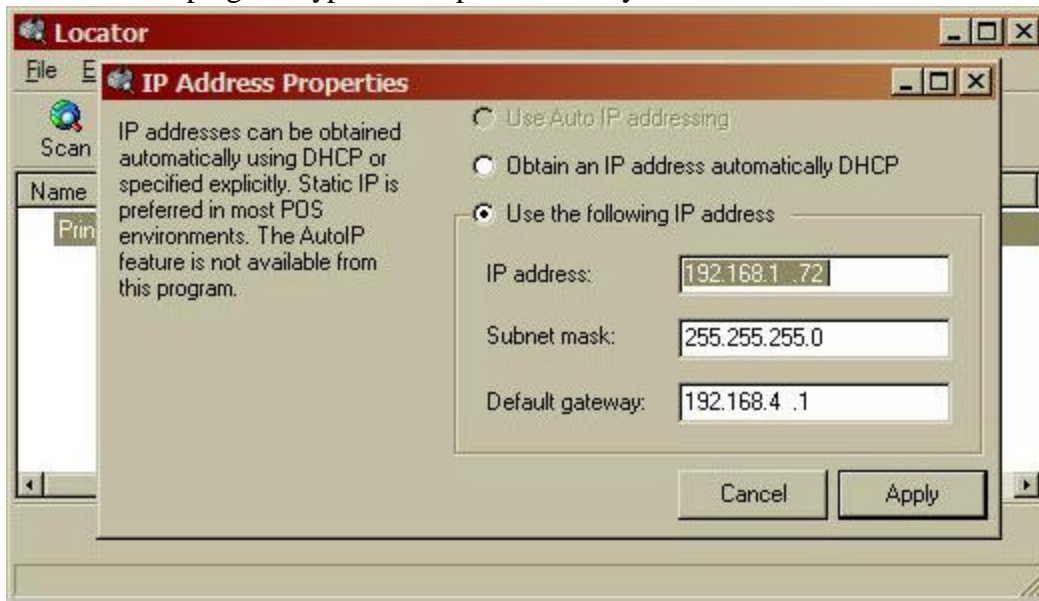 Locator
File E
IP Address Properties
Scan
Name
Prin
IP addresses can be obtained
automatically using DHCP or
specified explicitly. Static IP is
preferred in most POS
environments. The AutoIP
feature is not available from
this program.
Use Auto IP addressing
Obtain an IP address automatically DHCP
Use the following IP address
IP address: 192.168.1 .72
Subnet mask: 255.255.255.0
Default gateway: 192.168.4 .1
Cancel Apply